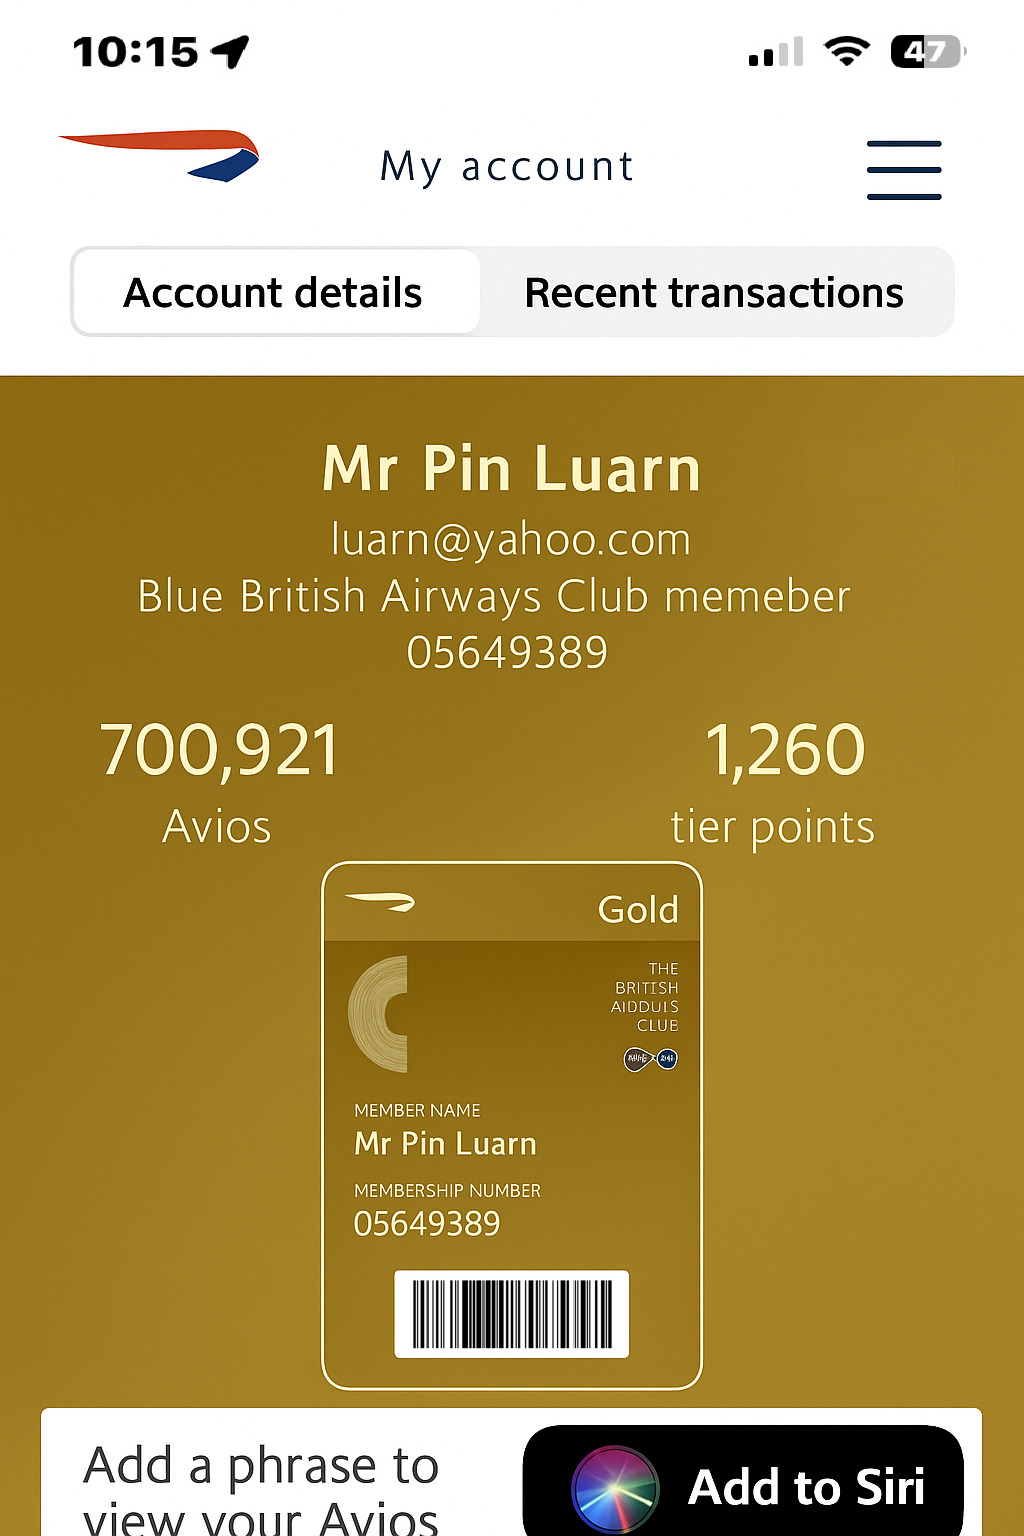 10:15
47
My account
Account details
Recent transactions
Mr Pin Luarn
luarn@yahoo.com
Blue British Airways Club memeber
05649389
700,921
1,260
Avios
tier points
Gold
THE
BRITISH
AIDDUIS
CLUB
MEMBER NAME
Mr Pin Luarn
MEMBERSHIP NUMBER
05649389
Add a phrase to
view your Avios
Add to Siri